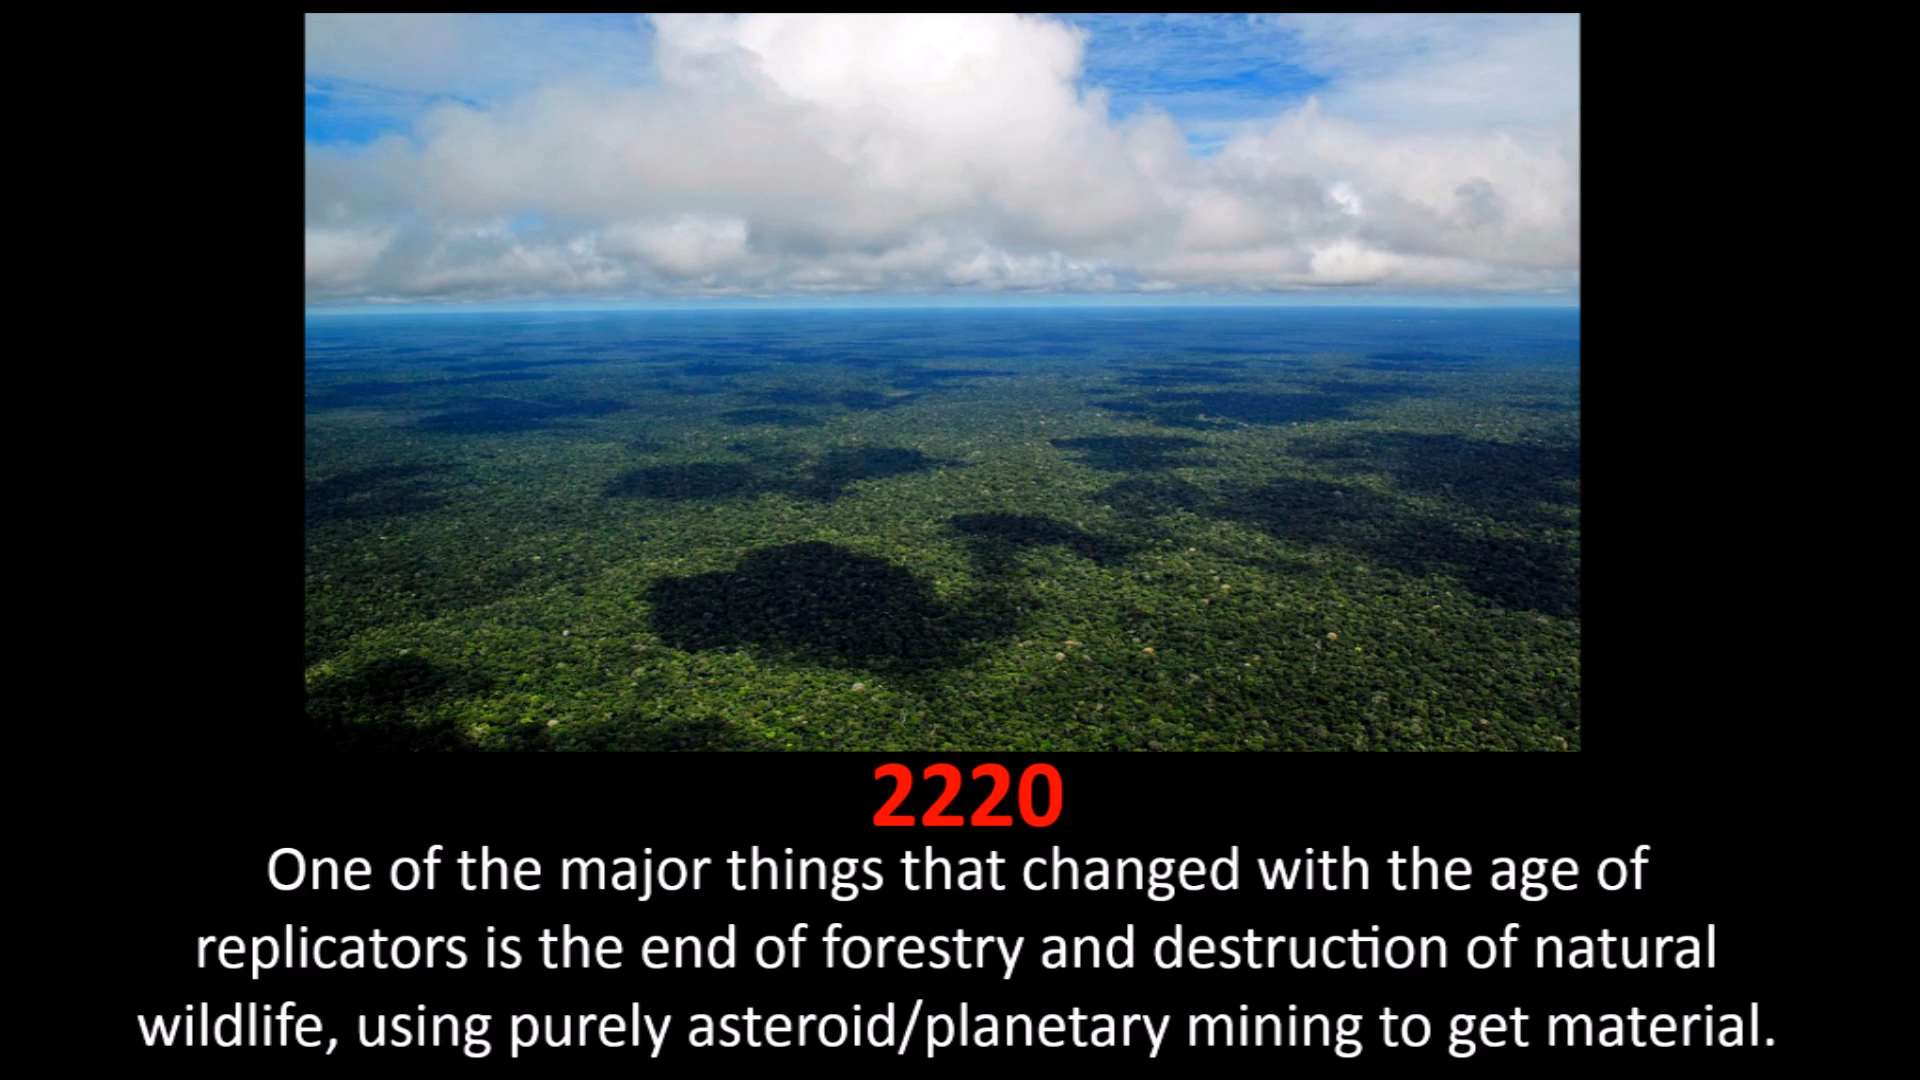 2220
One of the major things that changed with the age of
replicators is the end of forestry and destruction of natural
wildlife, using purely asteroid/planetary mining to get material.